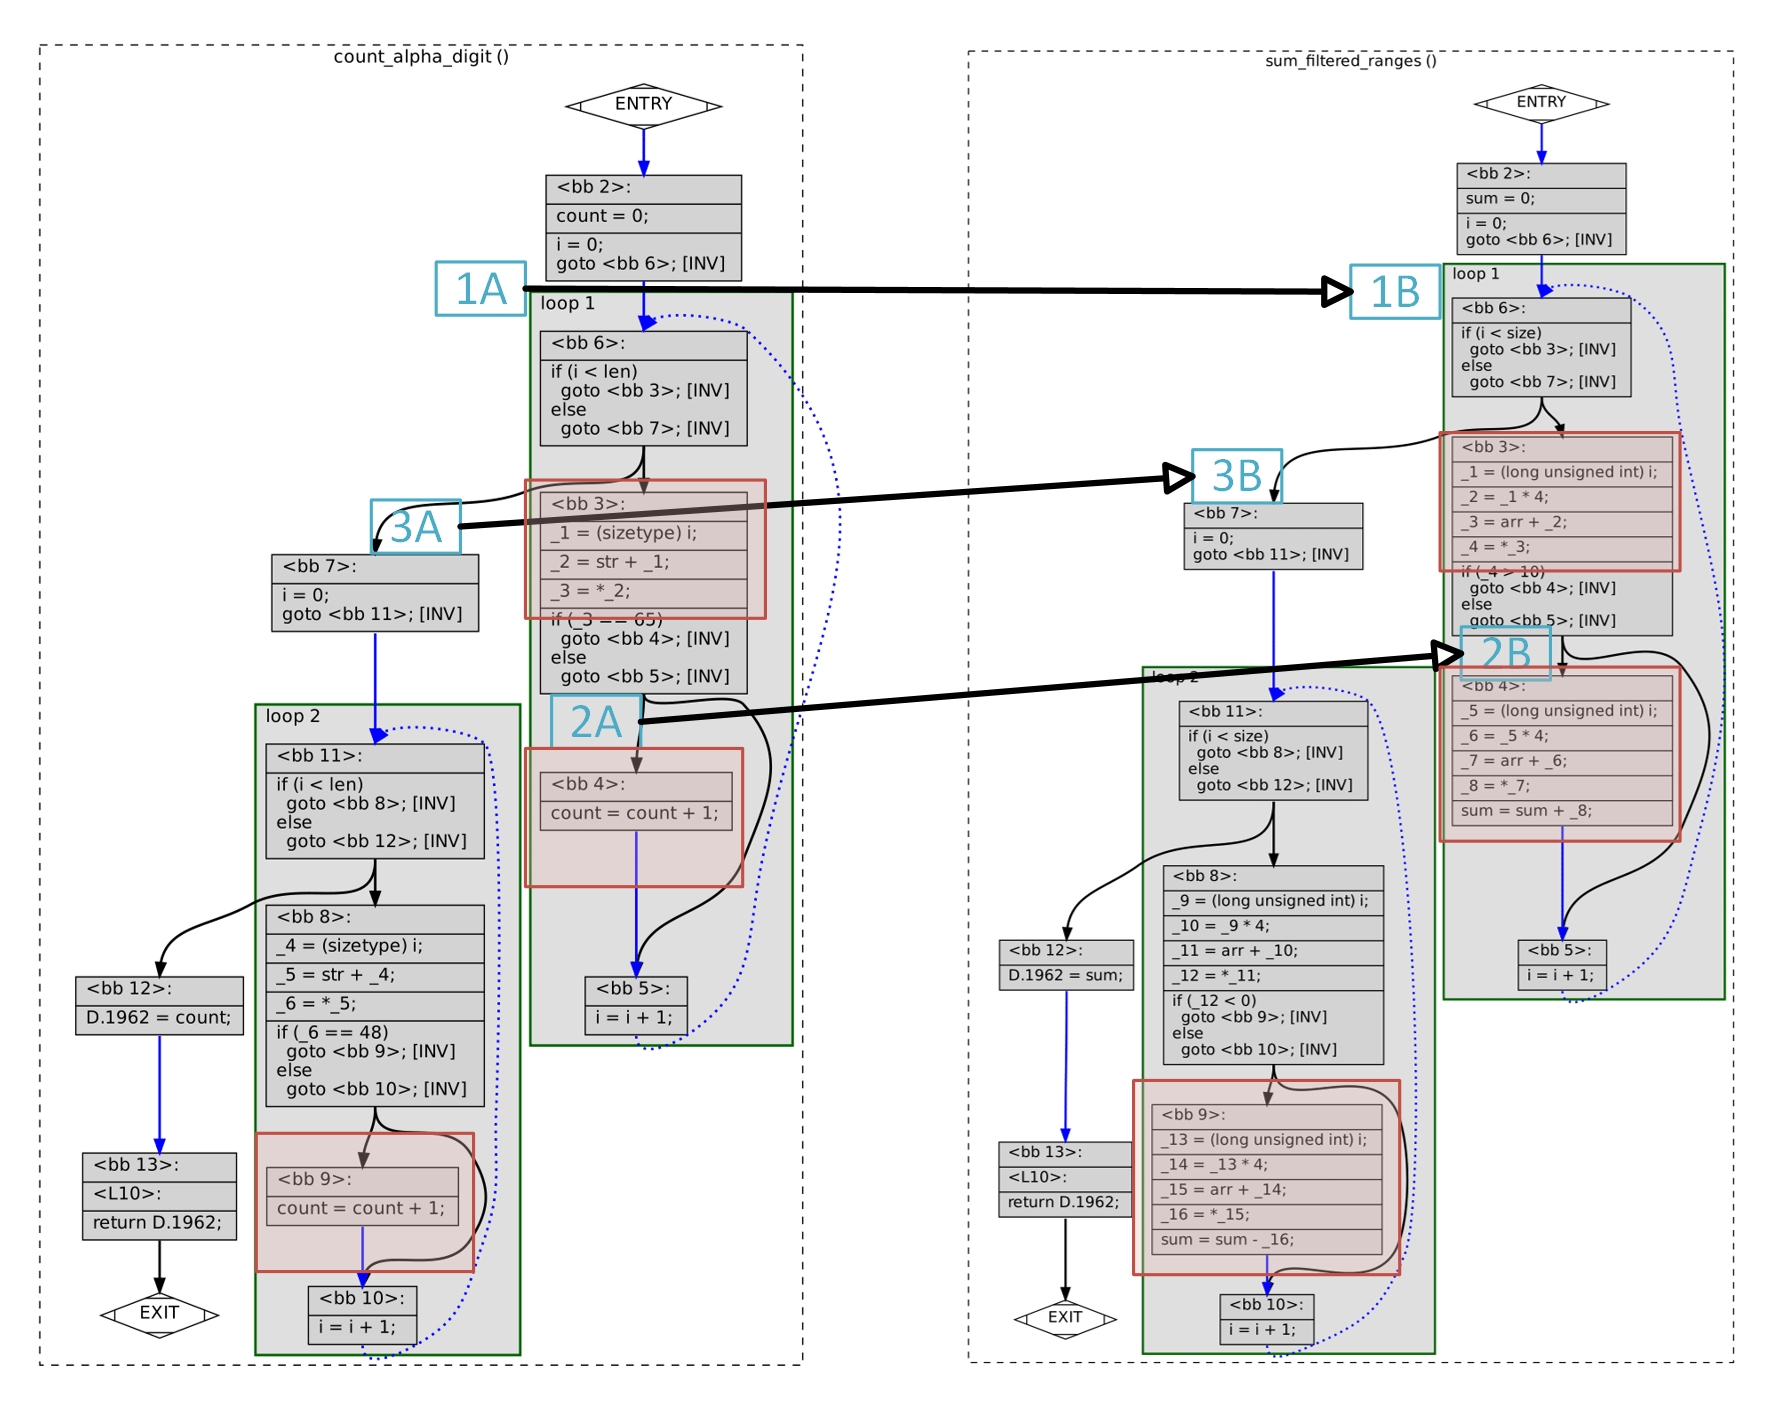 count_alpha_digit ()
ENTRY
<bb 2>:
count = 0;
i = 0;
goto <bb 6>; [INV]
1A
loop 1
<bb 6>:
if (i < len)
goto <bb 3>; [INV]
else
goto <bb 7>; [INV]
<bb 3>:
_1 = (sizetype) i;
_2 = str + _1;
_3 = *_2;
if (_3 == 65)
goto <bb 4>; [INV]
else
goto <bb 5>; [INV]
2A
<bb 4>:
count = count + 1;
<bb 5>:
i = i + 1;
3A
<bb 7>:
i = 0;
goto <bb 11>; [INV]
loop 2
<bb 11>:
if (i < len)
goto <bb 8>; [INV]
else
goto <bb 12>; [INV]
<bb 8>:
_4 = (sizetype) i;
_5 = str + _4;
_6 = *_5;
if (_6 == 48)
goto <bb 9>; [INV]
else
goto <bb 10>; [INV]
<bb 9>:
count = count + 1;
<bb 10>:
i = i + 1;
<bb 12>:
D.1962 = count;
<bb 13>:
<L10>:
return D.1962;
EXIT
sum_filtered_ranges ()
ENTRY
<bb 2>:
sum = 0;
i = 0;
goto <bb 6>; [INV]
1B
loop 1
<bb 6>:
if (i < size)
goto <bb 3>; [INV]
else
goto <bb 7>; [INV]
<bb 3>:
_1 = (long unsigned int) i;
_2 = _1 * 4;
_3 = arr + _2;
_4 = *_3;
if (_4 > 10)
goto <bb 4>; [INV]
else
goto <bb 5>; [INV]
2B
<bb 4>:
_5 = (long unsigned int) i;
_6 = _5 * 4;
_7 = arr + _6;
_8 = *_7;
sum = sum + _8;
<bb 5>:
i = i + 1;
3B
<bb 7>:
i = 0;
goto <bb 11>; [INV]
loop 2
<bb 11>:
if (i < size)
goto <bb 8>; [INV]
else
goto <bb 12>; [INV]
<bb 8>:
_9 = (long unsigned int) i;
_10 = _9 * 4;
_11 = arr + _10;
_12 = *_11;
if (_12 < 0)
goto <bb 9>; [INV]
else
goto <bb 10>; [INV]
<bb 9>:
_13 = (long unsigned int) i;
_14 = _13 * 4;
_15 = arr + _14;
_16 = *_15;
sum = sum - _16;
<bb 10>:
i = i + 1;
<bb 12>:
D.1962 = sum;
<bb 13>:
<L10>:
return D.1962;
EXIT